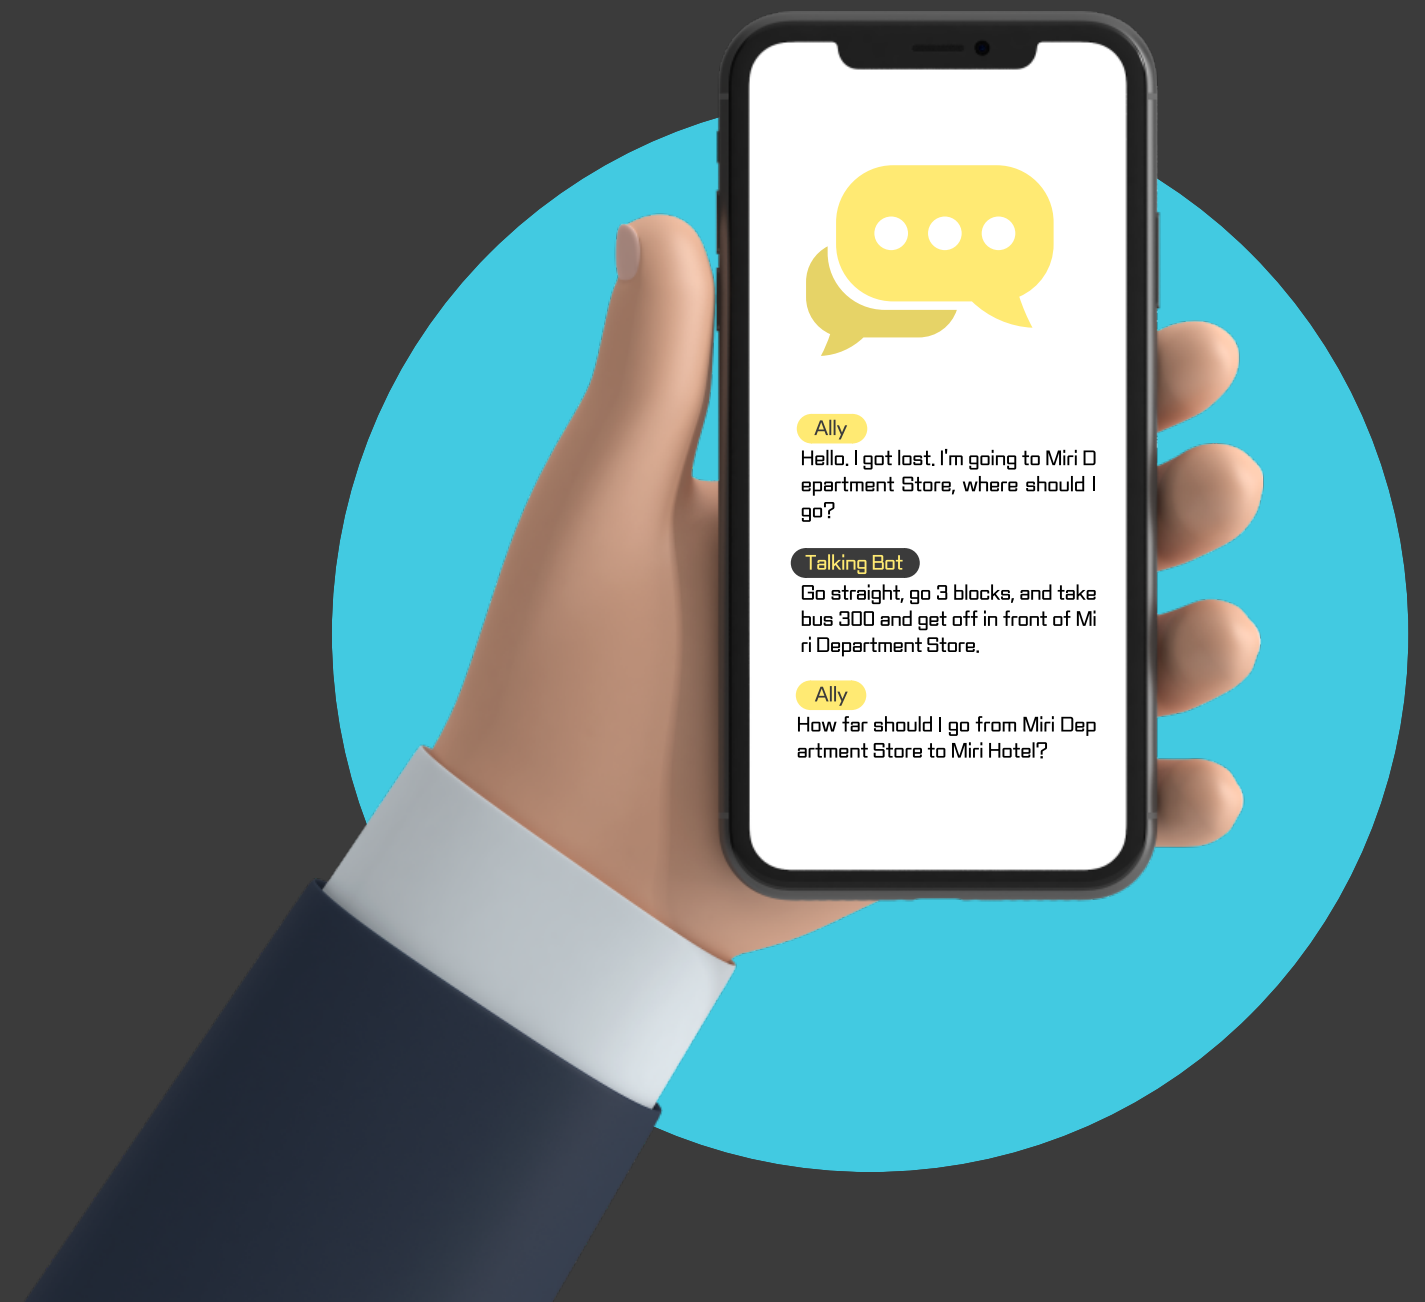 Ally
Hello. I got lost. I'm going to Miri D
epartment Store, where should I
go?
Talking Bot
Go straight, go 3 blocks, and take
bus 300 and get off in front of Mi
ri Department Store.
Ally
How far should I go from Miri Dep
artment Store to Miri Hotel?